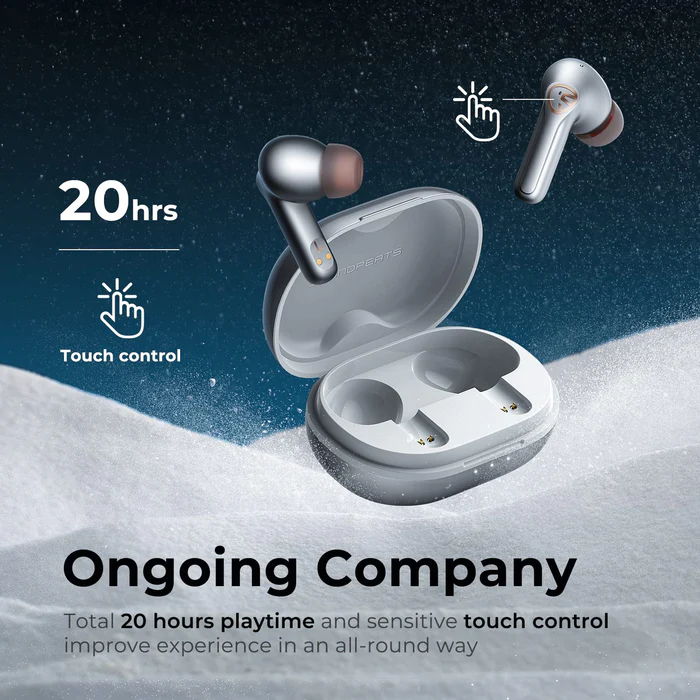 20hrs
Touch control
Ongoing Company
Total 20 hours playtime and sensitive touch control
improve experience in an all-round way